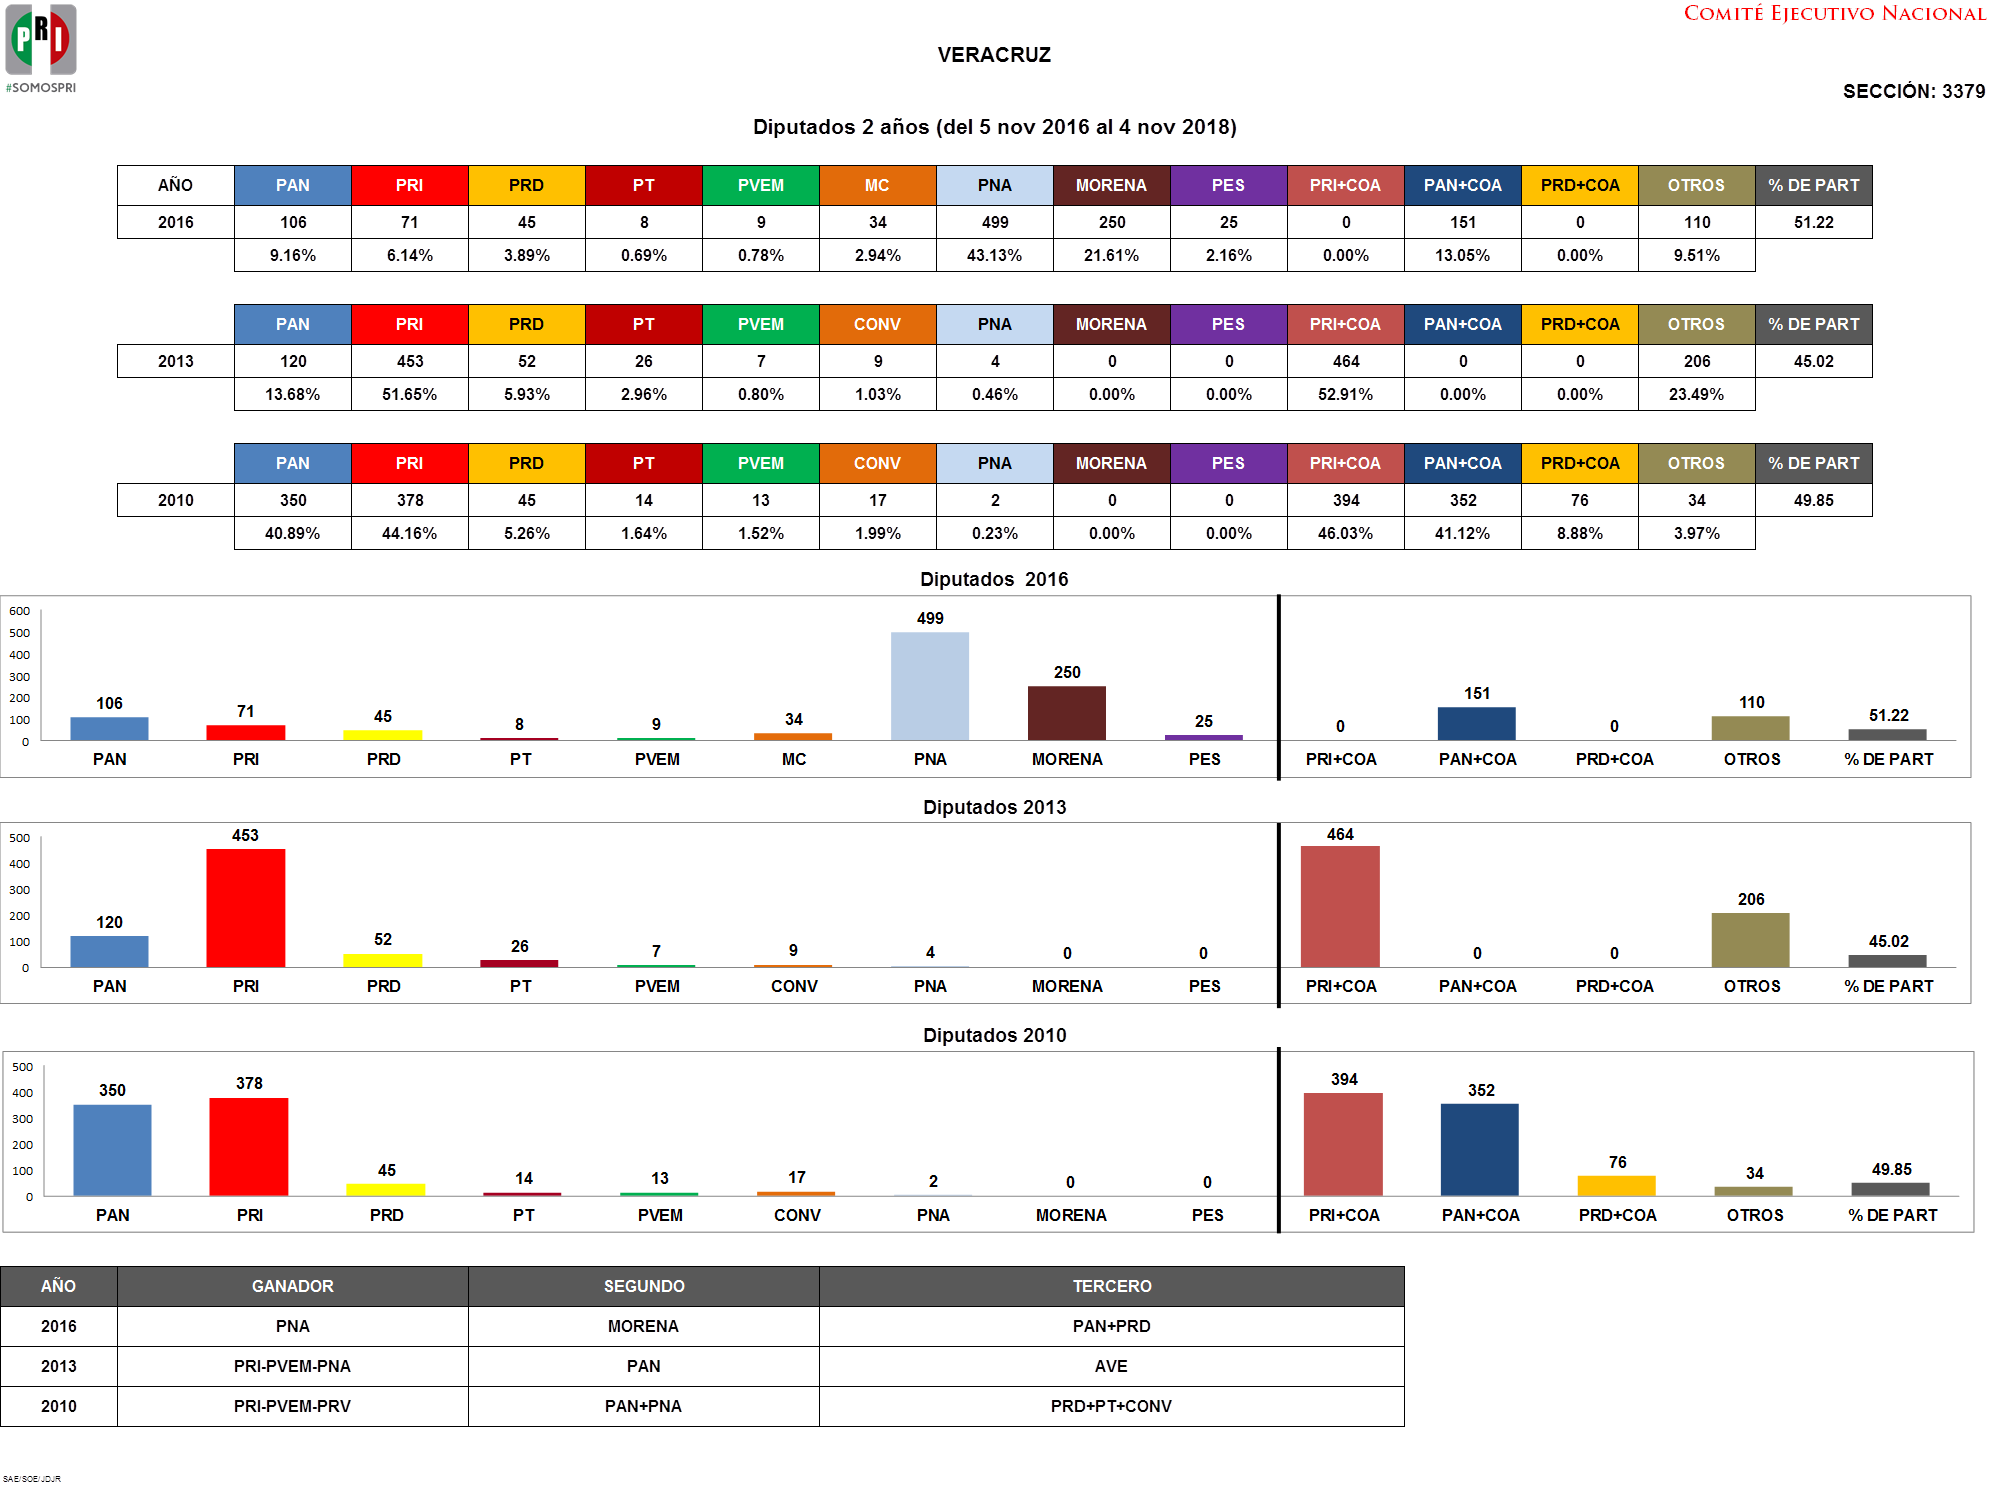 PRI
#SOMOSPRI
COMITÉ EJECUTIVO NACIONAL
VERACRUZ
SECCIÓN: 3379
Diputados 2 años (del 5 nov 2016 al 4 nov 2018)
AÑO PAN PRI PRD PT PVEM MC PNA MORENA PES PRI+COA PAN+COA PRD+COA OTROS % DE PART
2016 106 71 45 8 9 34 499 250 25 0 151 0 110 51.22
9.16% 6.14% 3.89% 0.69% 0.78% 2.94% 43.13% 21.61% 2.16% 0.00% 13.05% 0.00% 9.51%
PAN PRI PRD PT PVEM CONV PNA MORENA PES PRI+COA PAN+COA PRD+COA OTROS % DE PART
2013 120 453 52 26 7 9 4 0 0 464 0 0 206 45.02
13.68% 51.65% 5.93% 2.96% 0.80% 1.03% 0.46% 0.00% 0.00% 52.91% 0.00% 0.00% 23.49%
PAN PRI PRD PT PVEM CONV PNA MORENA PES PRI+COA PAN+COA PRD+COA OTROS % DE PART
2010 350 378 45 14 13 17 2 0 0 394 352 76 34 49.85
40.89% 44.16% 5.26% 1.64% 1.52% 1.99% 0.23% 0.00% 0.00% 46.03% 41.12% 8.88% 3.97%
Diputados 2016
600
500
400
300
200
100
0
106 71 45 8 9 34 499 250 25 0 151 0 110 51.22
PAN PRI PRD PT PVEM MC PNA MORENA PES PRI+COA PAN+COA PRD+COA OTROS % DE PART
Diputados 2013
500
400
300
200
100
0
120 453 52 26 7 9 4 0 0 464 0 0 206 45.02
PAN PRI PRD PT PVEM CONV PNA MORENA PES PRI+COA PAN+COA PRD+COA OTROS % DE PART
Diputados 2010
500
400
300
200
100
0
350 378 45 14 13 17 2 0 0 394 352 76 34 49.85
PAN PRI PRD PT PVEM CONV PNA MORENA PES PRI+COA PAN+COA PRD+COA OTROS % DE PART
AÑO GANADOR SEGUNDO TERCERO
2016 PNA MORENA PAN+PRD
2013 PRI-PVEM-PNA PAN AVE
2010 PRI-PVEM-PRV PAN+PNA PRD+PT+CONV
SAE/SOE/JDJR